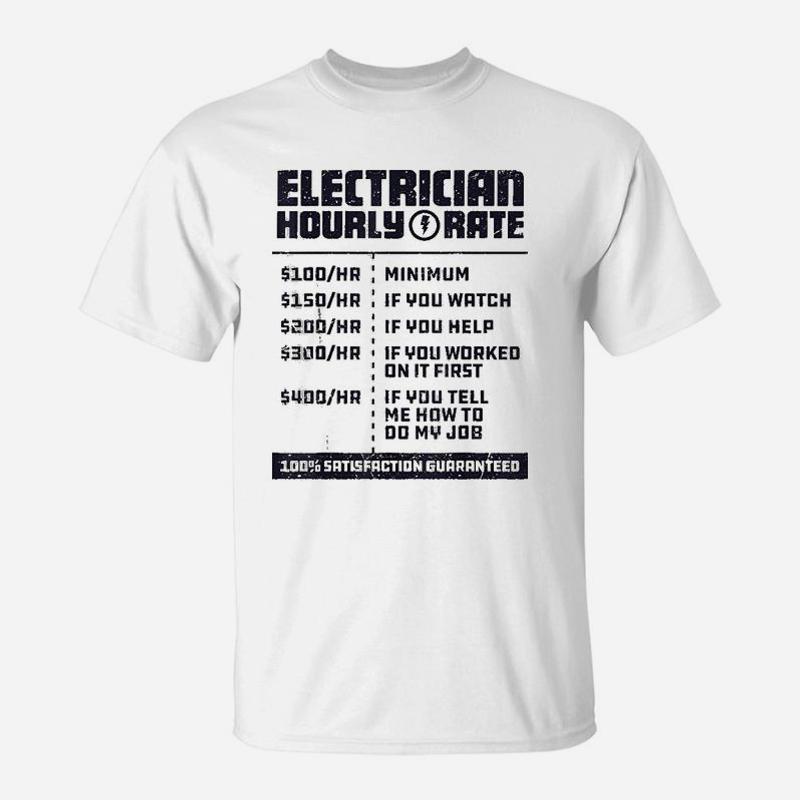 ELECTRICIAN
HOURLY RATE
$100/HR MINIMUM
$150/HR IF YOU WATCH
$200/HR IF YOU HELP
$300/HR IF YOU WORKED
ON IT FIRST
$400/HR IF YOU TELL
ME HOW TO
DO MY JOB
100% SATISFACTION GUARANTEED